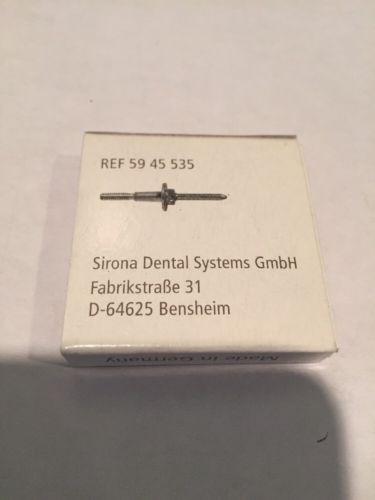 REF 59 45 535
Sirona Dental Systems GmbH
Fabrikstraße 31
D-64625 Bensheim
Made in Germany